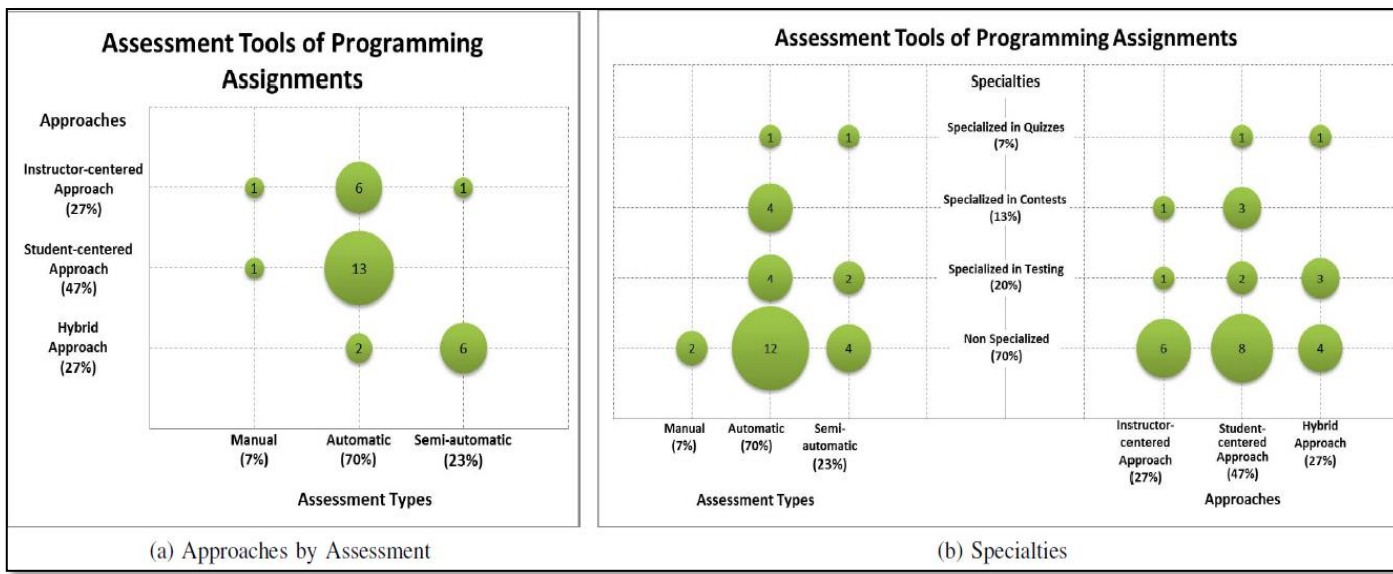 Assessment Tools of Programming
Assignments
Approaches
Instructor-centered
Approach
(27%)
1
6
1
Student-centered
Approach
(47%)
1
13
Hybrid
Approach
(27%)
2
6
Manual
(7%)
Automatic
(70%)
Semi-automatic
(23%)
Assessment Types
(a) Approaches by Assessment
Assessment Tools of Programming Assignments
Specialties
1
1
Specialized in Quizzes
(7%)
1
1
4
Specialized in Contests
(13%)
1
3
4
2
Specialized in Testing
(20%)
1
2
3
2
12
4
Non Specialized
(70%)
6
8
4
Manual
(7%)
Automatic
(70%)
Semi-
automatic
(23%)
Instructor-
centered
Approach
(27%)
Student-
centered
Approach
(47%)
Hybrid
Approach
(27%)
Assessment Types
Approaches
(b) Specialties